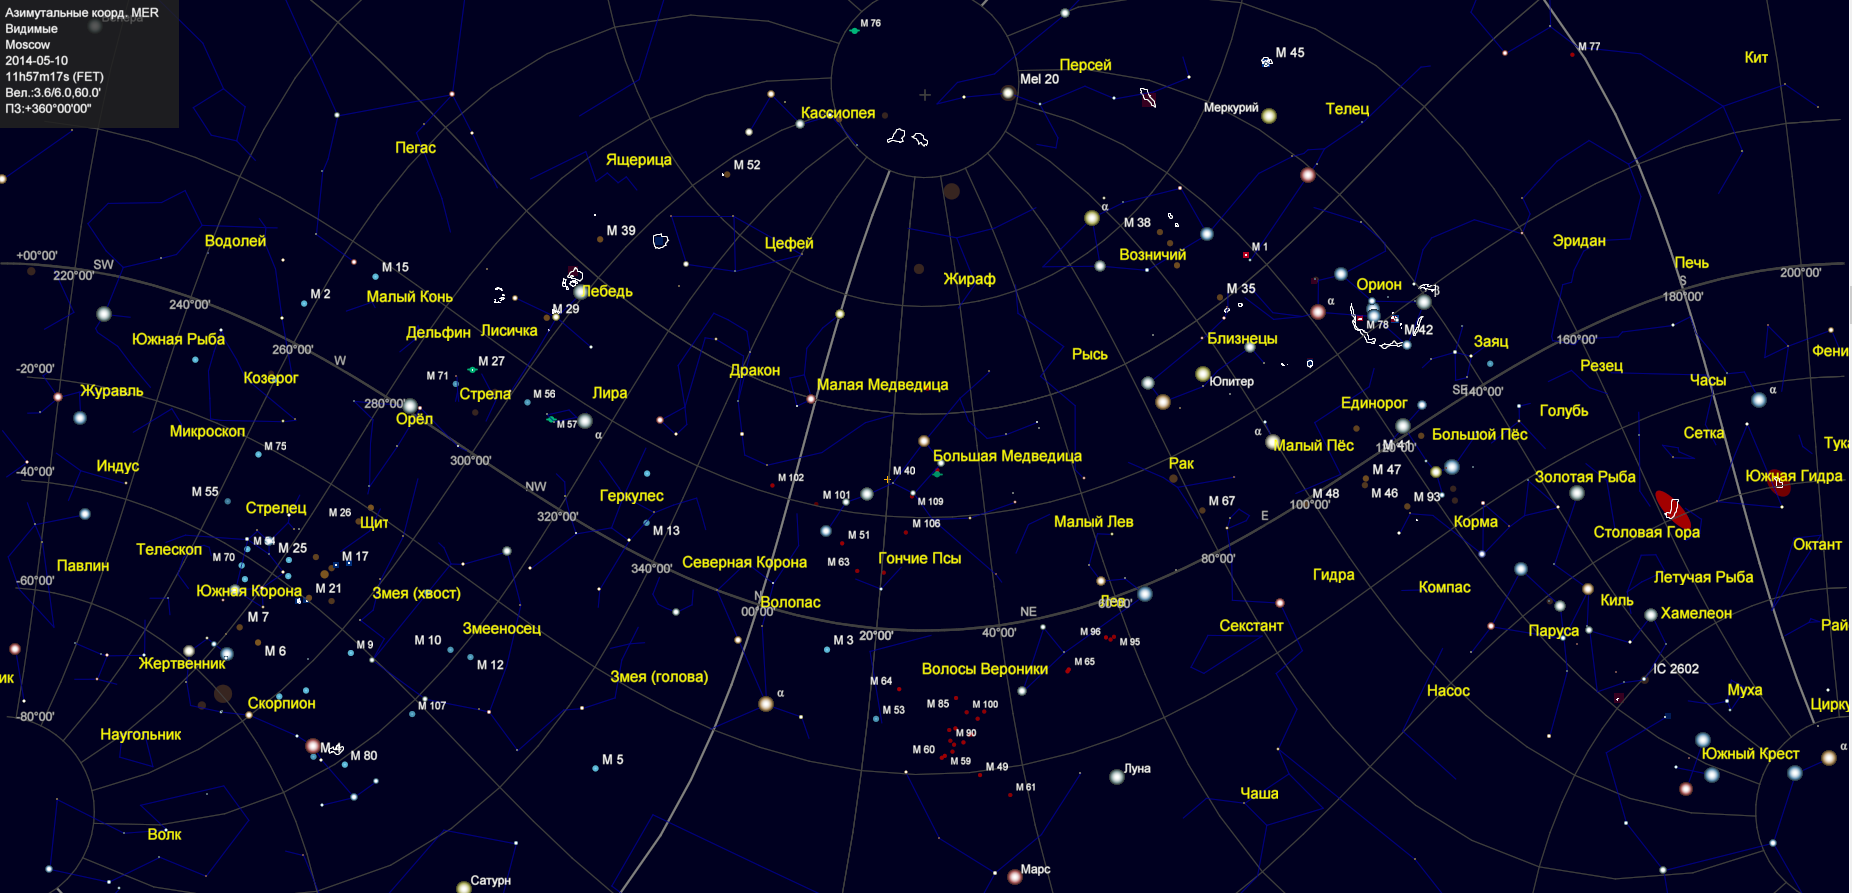 Азимутальные коорд. MER
Видимые
Moscow
2014-05-10
11h57m17s (FET)
Вел.:3.6/6.0,60.0'
ПЗ:+360°00'00"
M 76
Mel 20
Персей
M 45
M 77
Кит
Меркурий
Телец
Кассиопея
Пегас
Ящерица
M 52
α
M 38
M 39
Водолей
Цефей
Возничий
M 1
Эридан
+00°00'
SW
220°00'
M 15
Жираф
Печь
S
200°00'
180°00'
M 2
Малый Конь
Лебедь
M 35
Орион
α
β
240°00'
M 29
M 78
M 42
Южная Рыба
Дельфин
Лисичка
Близнецы
Заяц
160°00'
260°00'
W
Рысь
Фени
-20°00'
M 27
M 71
Козерог
Дракон
Малая Медведица
Юпитер
Резец
Часы
SE
140°00'
α
Журавль
280°00'
Стрела
M 56
Лира
Единорог
Голубь
Орёл
M 57
α
Микроскоп
α
Малый Пёс
M 41
120°00'
Большой Пёс
Сетка
Тука
M 75
300°00'
Большая Медведица
Рак
-40°00'
Индус
M 40
M 102
M 47
Золотая Рыба
Южная Гидра
NW
M 55
Геркулес
M 101
M 109
M 67
M 48
M 46
M 93
100°00'
Стрелец
M 26
Щит
320°00'
E
M 13
M 106
Малый Лев
Корма
Столовая Гора
M 54
M 25
M 51
Телескоп
M 70
M 17
Северная Корона
M 63
Гончие Псы
80°00'
Октант
Павлин
-60°00'
340°00'
Гидра
Компас
Летучая Рыба
Южная Корона
M 21
Змея (хвост)
N
Волопас
00°00'
Лев
60°00'
Киль
Хамелеон
NE
M 7
Змееносец
20°00'
40°00'
Секстант
Паруса
Рай
M 6
M 9
M 10
M 12
M 3
M 96
M 95
Жертвенник
Змея (голова)
Волосы Вероники
M 65
IC 2602
ик
M 64
Насос
Муха
Скорпион
M 107
α
M 53
M 85
M 100
Цирку
-80°00'
Наугольник
M 4
M 80
M 90
M 60
M 59
M 49
Южный Крест
α
M 5
Луна
M 61
Чаша
Волк
Сатурн
Марс